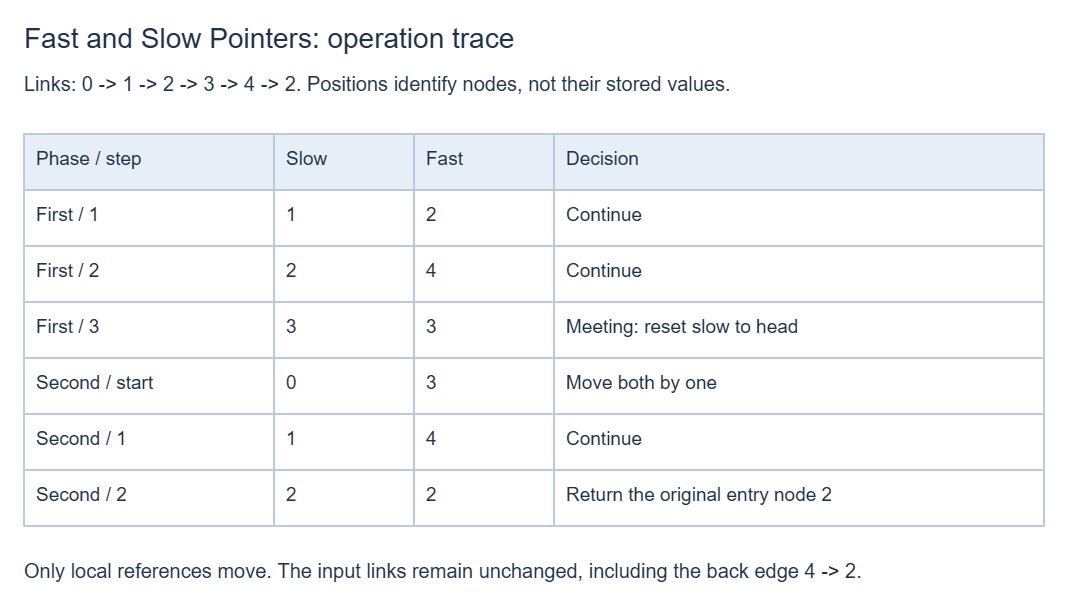 Fast and Slow Pointers: operation trace
Links: 0 -> 1 -> 2 -> 3 -> 4 -> 2. Positions identify nodes, not their stored values.
Phase / step Slow Fast Decision
First / 1 1 2 Continue
First / 2 2 4 Continue
First / 3 3 3 Meeting: reset slow to head
Second / start 0 3 Move both by one
Second / 1 1 4 Continue
Second / 2 2 2 Return the original entry node 2
Only local references move. The input links remain unchanged, including the back edge 4 -> 2.